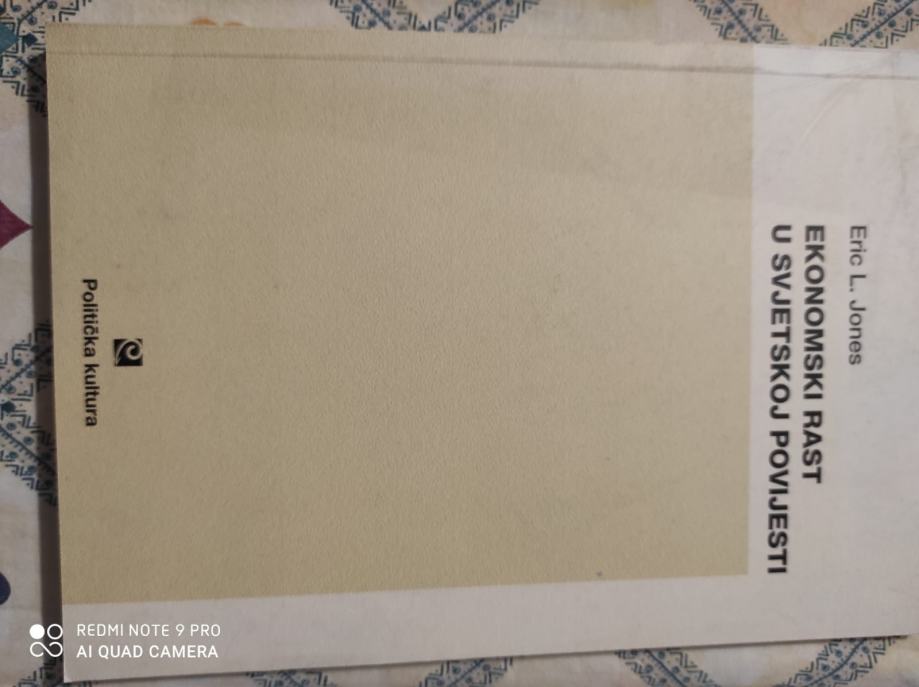 Eric L. Jones
EKONOMSKI RAST
U SVJETSKOJ POVIJESTI
Politička kultura
REDMI NOTE 9 PRO
AI QUAD CAMERA